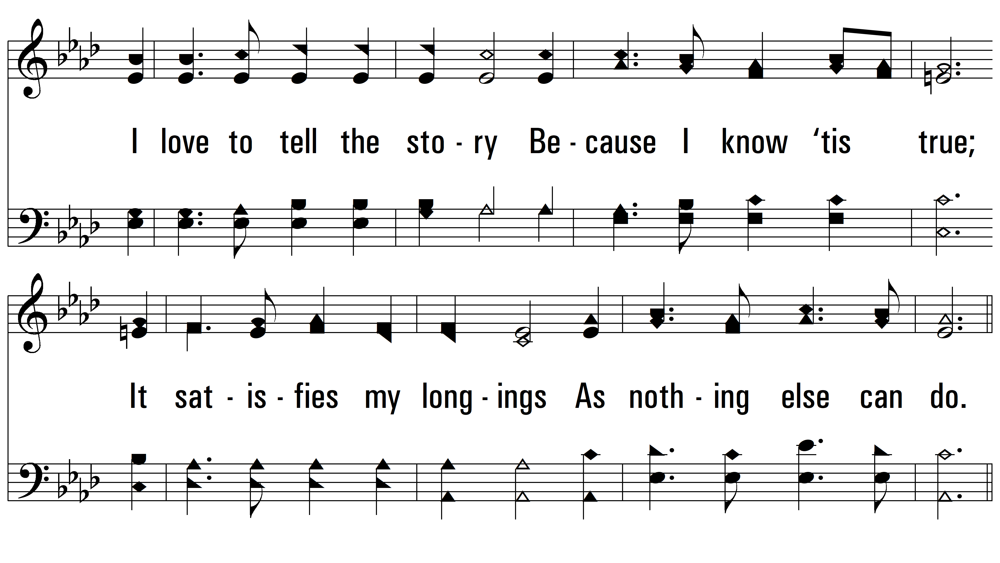 I love to tell the sto - ry Be - cause I know ‘tis true;
It sat - is - fies my long - ings As noth - ing else can do.